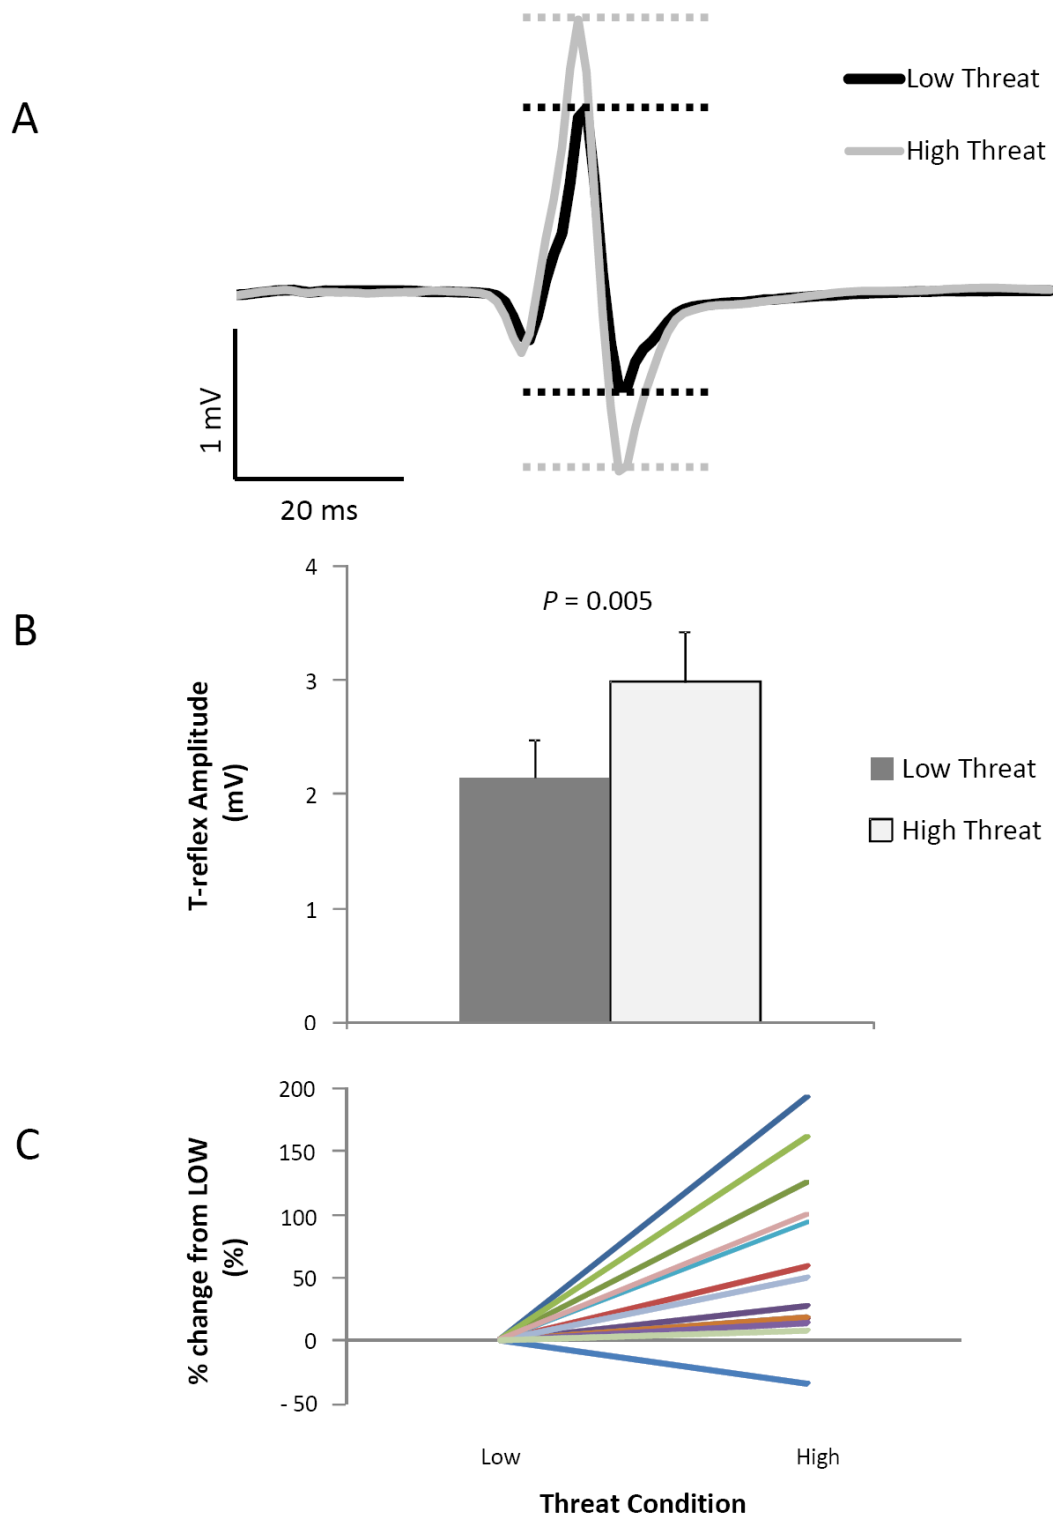 A
Low Threat
High Threat
1 mV
20 ms
B
T-reflex Amplitude
(mV)
4
3
2
1
0
P = 0.005
Low Threat
High Threat
C
% change from LOW
(%)
200
150
100
50
0
- 50
Low
High
Threat Condition